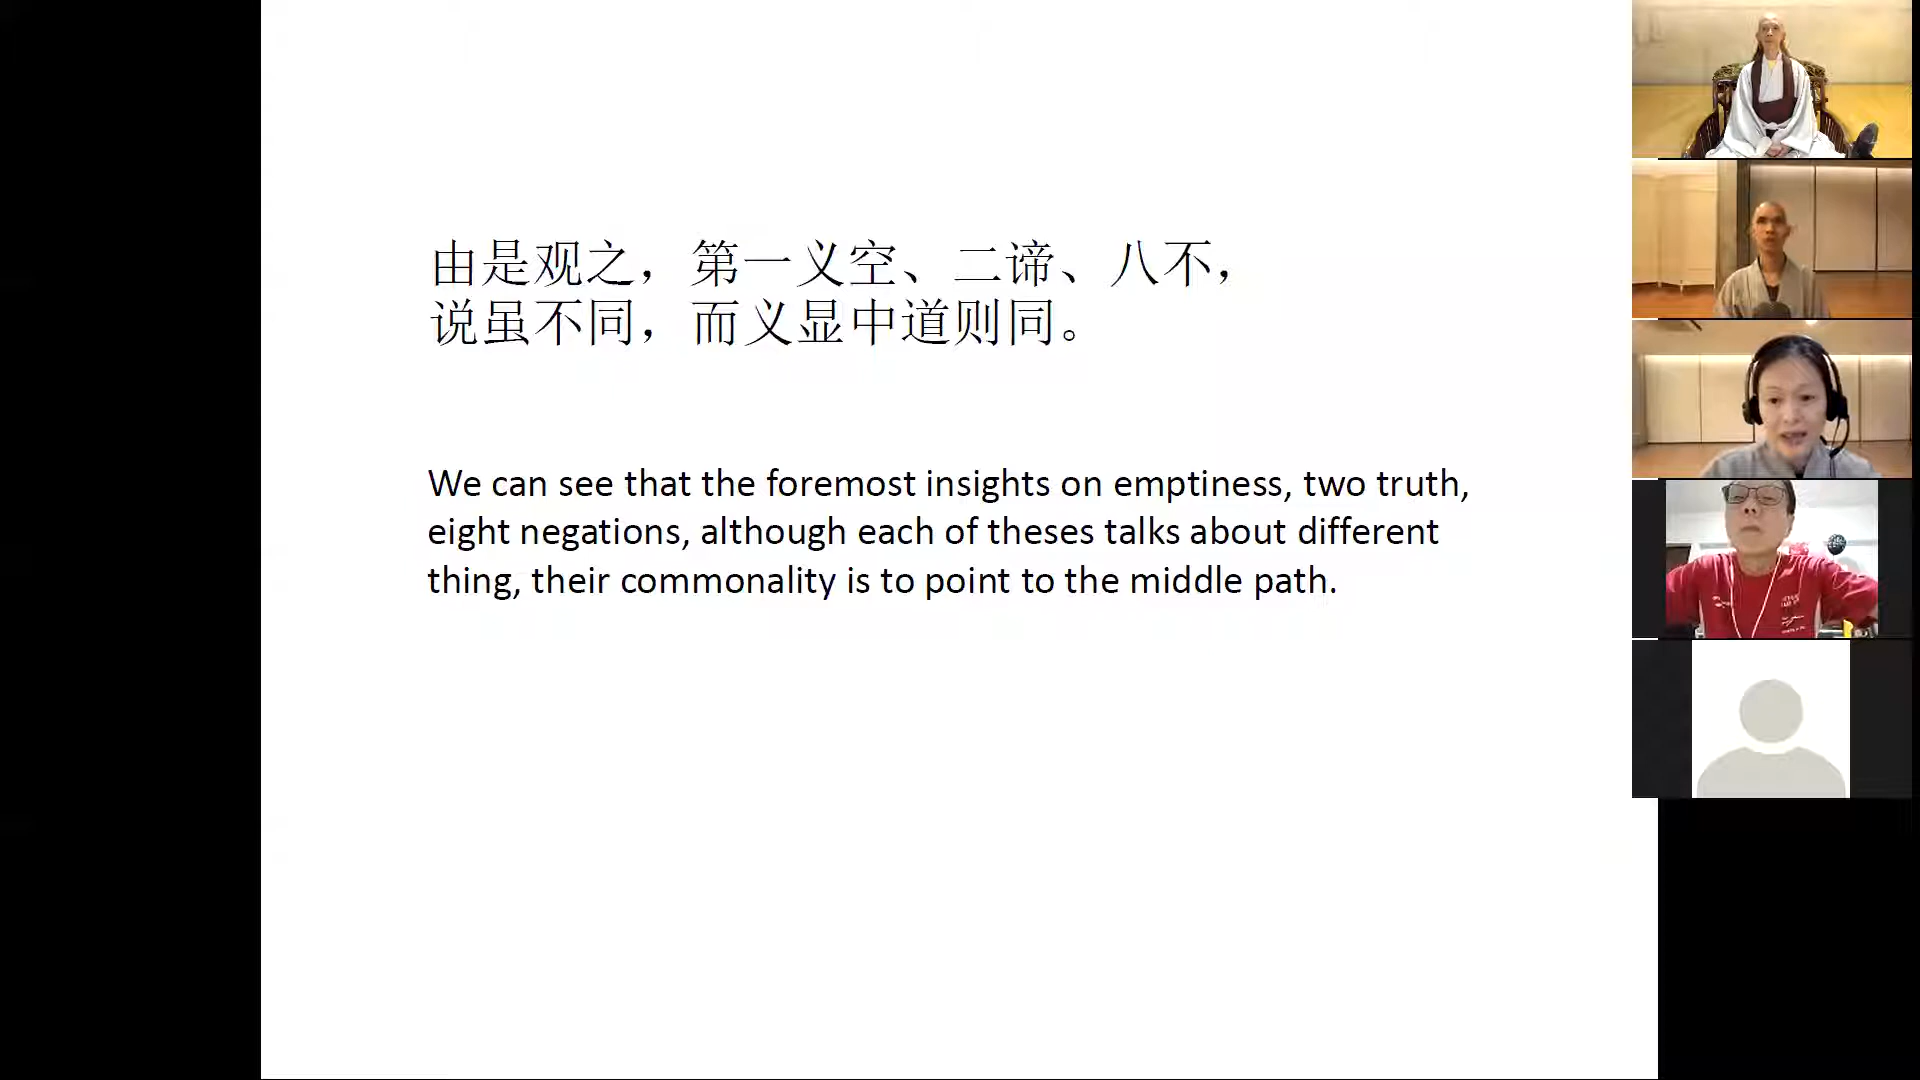 由是观之，第一义空、二谛、八不，
说虽不同，而义显中道则同。
We can see that the foremost insights on emptiness, two truth,
eight negations, although each of theses talks about different
thing, their commonality is to point to the middle path.